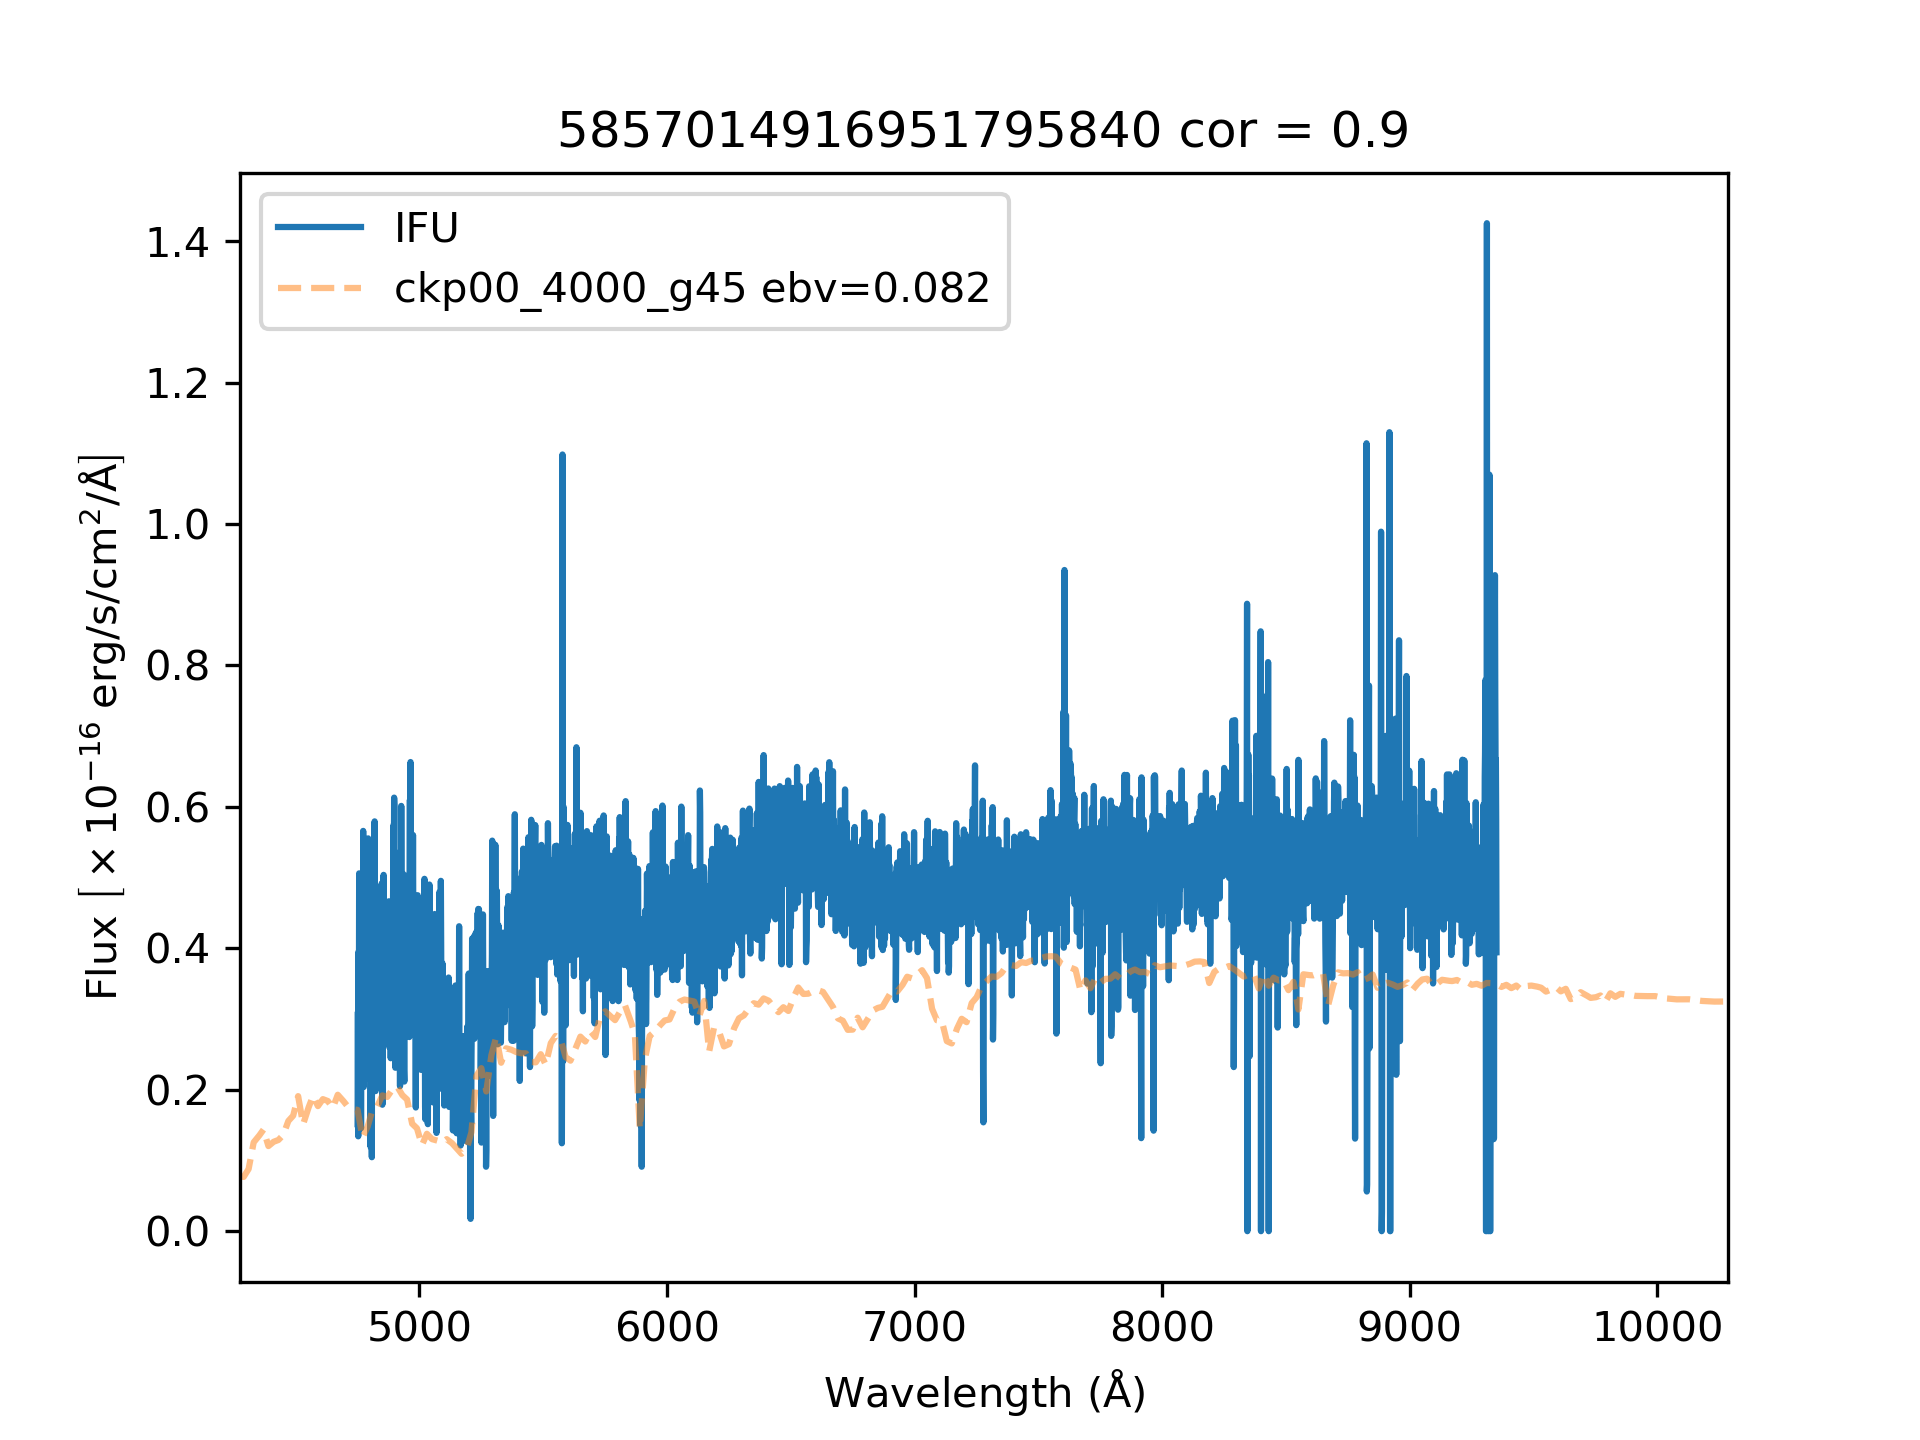 5857014916951795840 cor = 0.9
IFU
ckp00_4000_g45 ebv=0.082
Flux [×10⁻¹⁶ erg/s/cm²/Å]
1.4
1.2
1.0
0.8
0.6
0.4
0.2
0.0
5000 6000 7000 8000 9000 10000
Wavelength (Å)